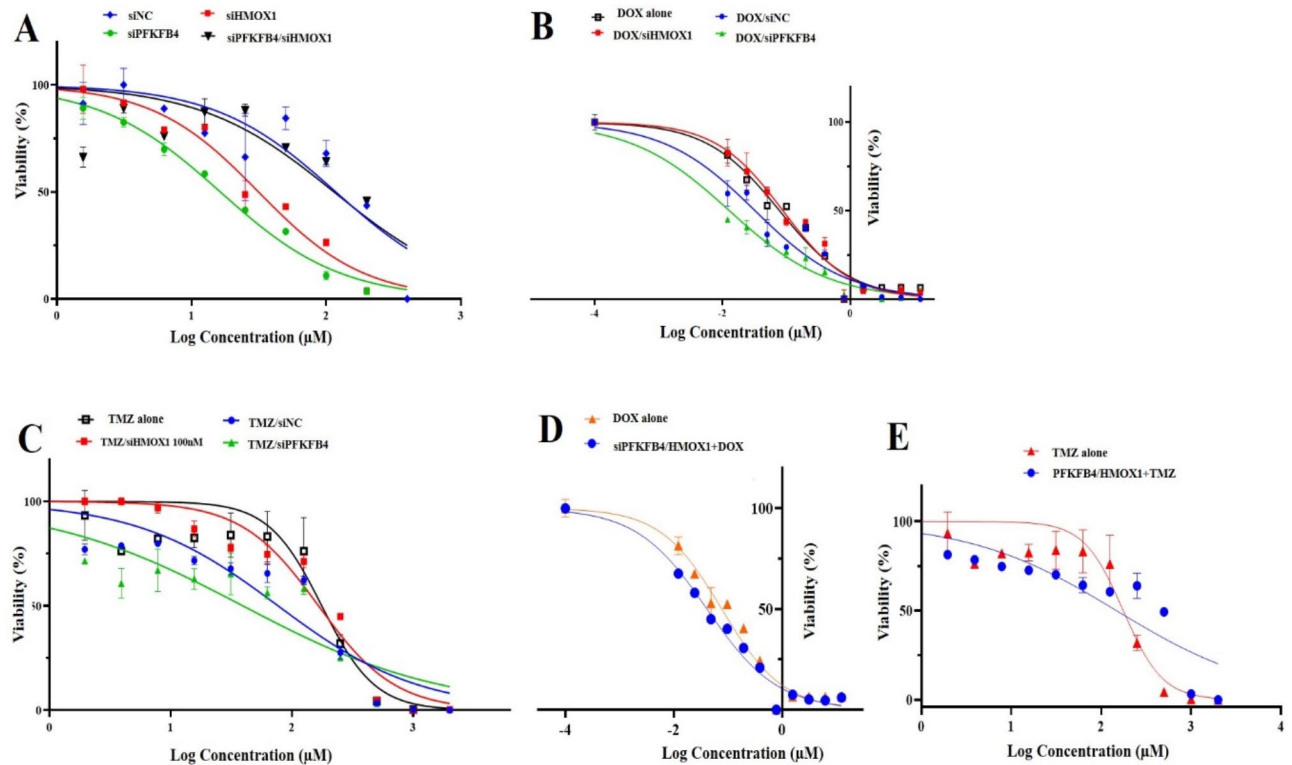 A
siNC
siHMOX1
siPFKFB4
siPFKFB4/siHMOX1
Viability (%)
100
50
0
0 1 2 3
Log Concentration (µM)
B
DOX alone
DOX/siNC
DOX/siHMOX1
DOX/siPFKFB4
Viability (%)
100
50
-4 -2 0
Log Concentration (µM)
C
TMZ alone
TMZ/siNC
TMZ/siHMOX1 100nM
TMZ/siPFKFB4
Viability (%)
100
50
0
0 1 2 3
Log Concentration (µM)
D
DOX alone
siPFKFB4/HMOX1+DOX
Viability (%)
100
50
-4 -2 0
Log Concentration (µM)
E
TMZ alone
PFKFB4/HMOX1+TMZ
Viability (%)
100
50
0
0 1 2 3 4
Log Concentration (µM)